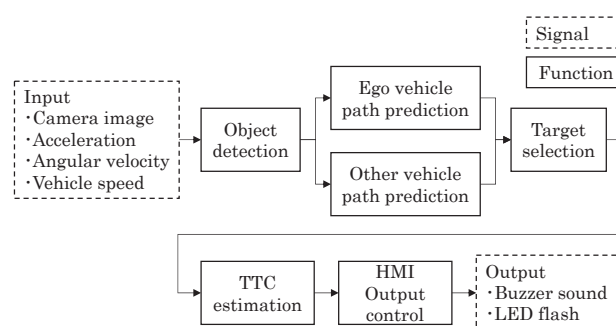 Signal
Function
Input
・Camera image
・Acceleration
・Angular velocity
・Vehicle speed
Object
detection
Ego vehicle
path prediction
Other vehicle
path prediction
Target
selection
TTC
estimation
HMI
Output
control
Output
・Buzzer sound
・LED flash